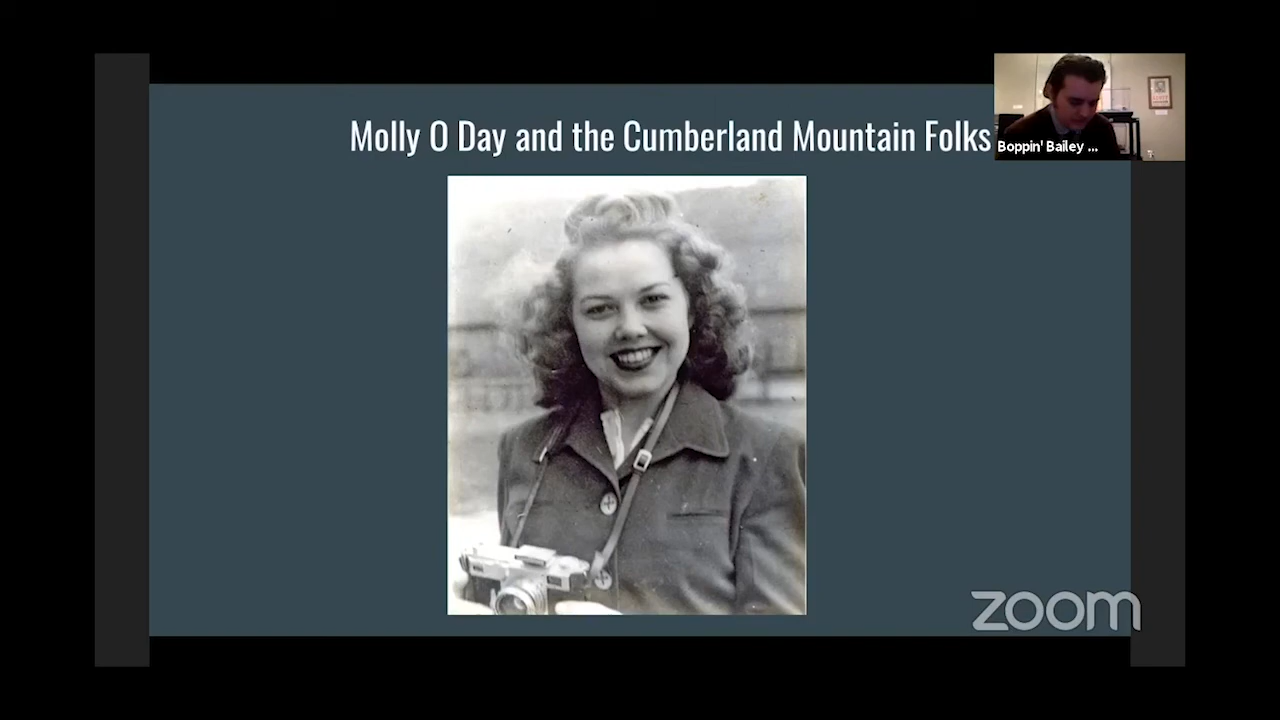 Molly O Day and the Cumberland Mountain Folks
Boppin' Bailey ...
zoom